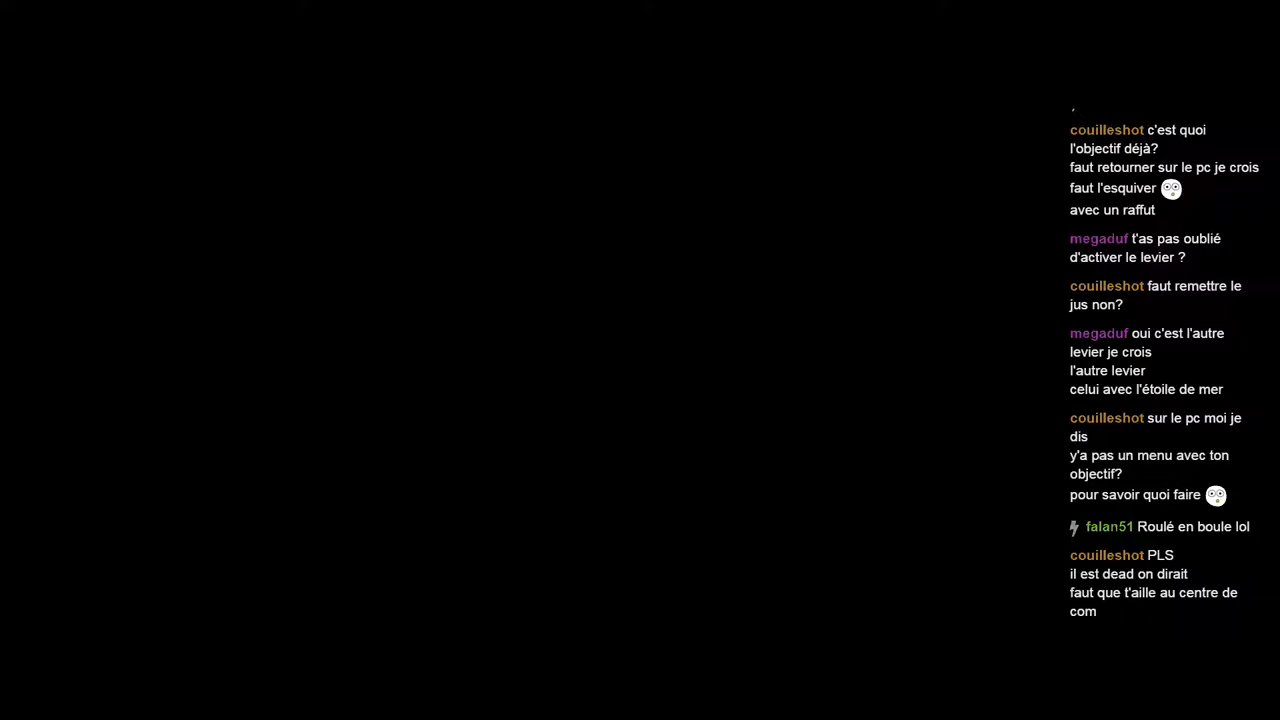 couilleshot c'est quoi
l'objectif déjà?
faut retourner sur le pc je crois
faut l'esquiver
avec un raffut
megaduf t'as pas oublié
d'activer le levier ?
couilleshot faut remettre le
jus non?
megaduf oui c'est l'autre
levier je crois
l'autre levier
celui avec l'étoile de mer
couilleshot sur le pc moi je
dis
y'a pas un menu avec ton
objectif?
pour savoir quoi faire
falan51 Roulé en boule lol
couilleshot PLS
il est dead on dirait
faut que t'aille au centre de
com